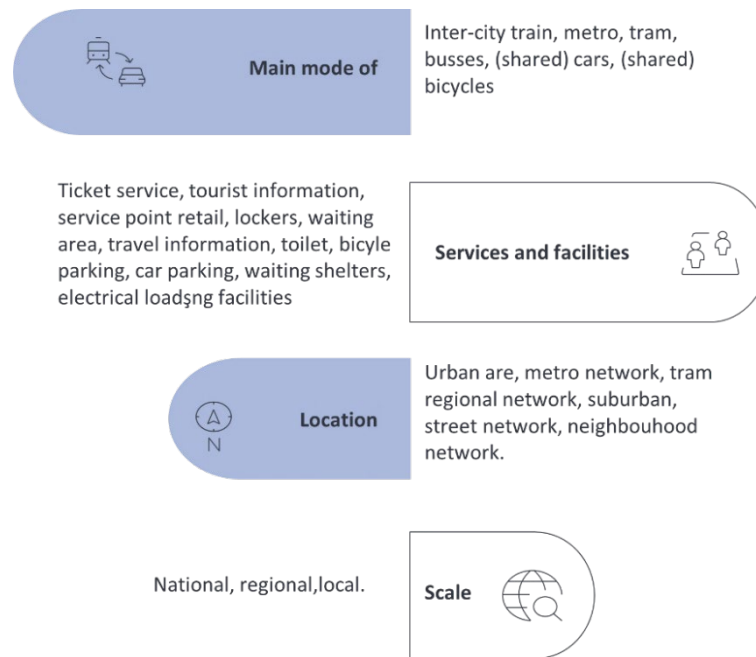 Main mode of
Inter-city train, metro, tram,
busses, (shared) cars, (shared)
bicycles
Ticket service, tourist information,
service point retail, lockers, waiting
area, travel information, toilet, bicyle
parking, car parking, waiting shelters,
electrical loadşng facilities
Services and facilities
Location
N
Urban are, metro network, tram
regional network, suburban,
street network, neighbouhood
network.
National, regional,local.
Scale